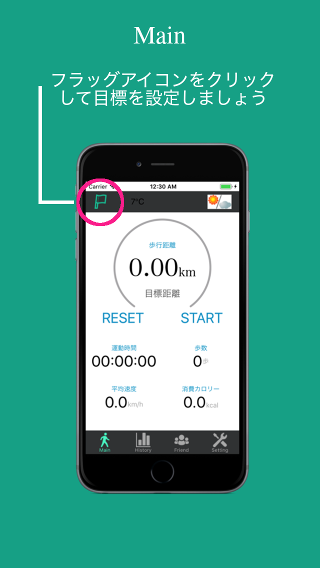 Main
フラッグアイコンをクリック
して目標を設定しましょう
Carrier 12:30 AM
7°C
歩行距離
0.00km
目標距離
RESET START
運動時間 歩数
00:00:00 0歩
平均速度 消費カロリー
0.0km/h 0.0kcal
Main History Friend Setting